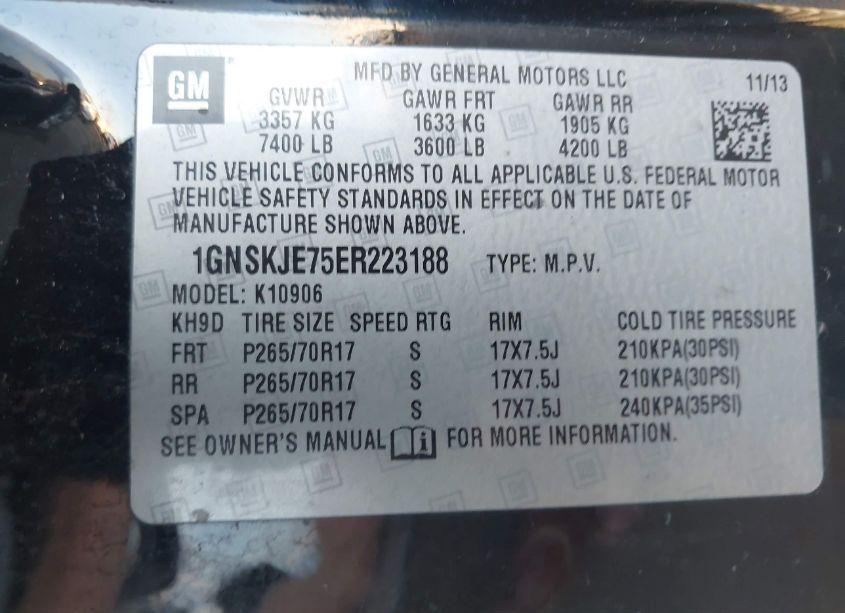 GM
MFD BY GENERAL MOTORS LLC 11/13
GVWR GAWR FRT GAWR RR
3357 KG 1633 KG 1905 KG
7400 LB 3600 LB 4200 LB
THIS VEHICLE CONFORMS TO ALL APPLICABLE U.S. FEDERAL MOTOR
VEHICLE SAFETY STANDARDS IN EFFECT ON THE DATE OF
MANUFACTURE SHOWN ABOVE.
1GNSKJE75ER223188 TYPE: M.P.V.
MODEL: K10906
KH9D TIRE SIZE SPEED RTG RIM COLD TIRE PRESSURE
FRT P265/70R17 S 17X7.5J 210KPA(30PSI)
RR P265/70R17 S 17X7.5J 210KPA(30PSI)
SPA P265/70R17 S 17X7.5J 240KPA(35PSI)
SEE OWNER'S MANUAL i FOR MORE INFORMATION.